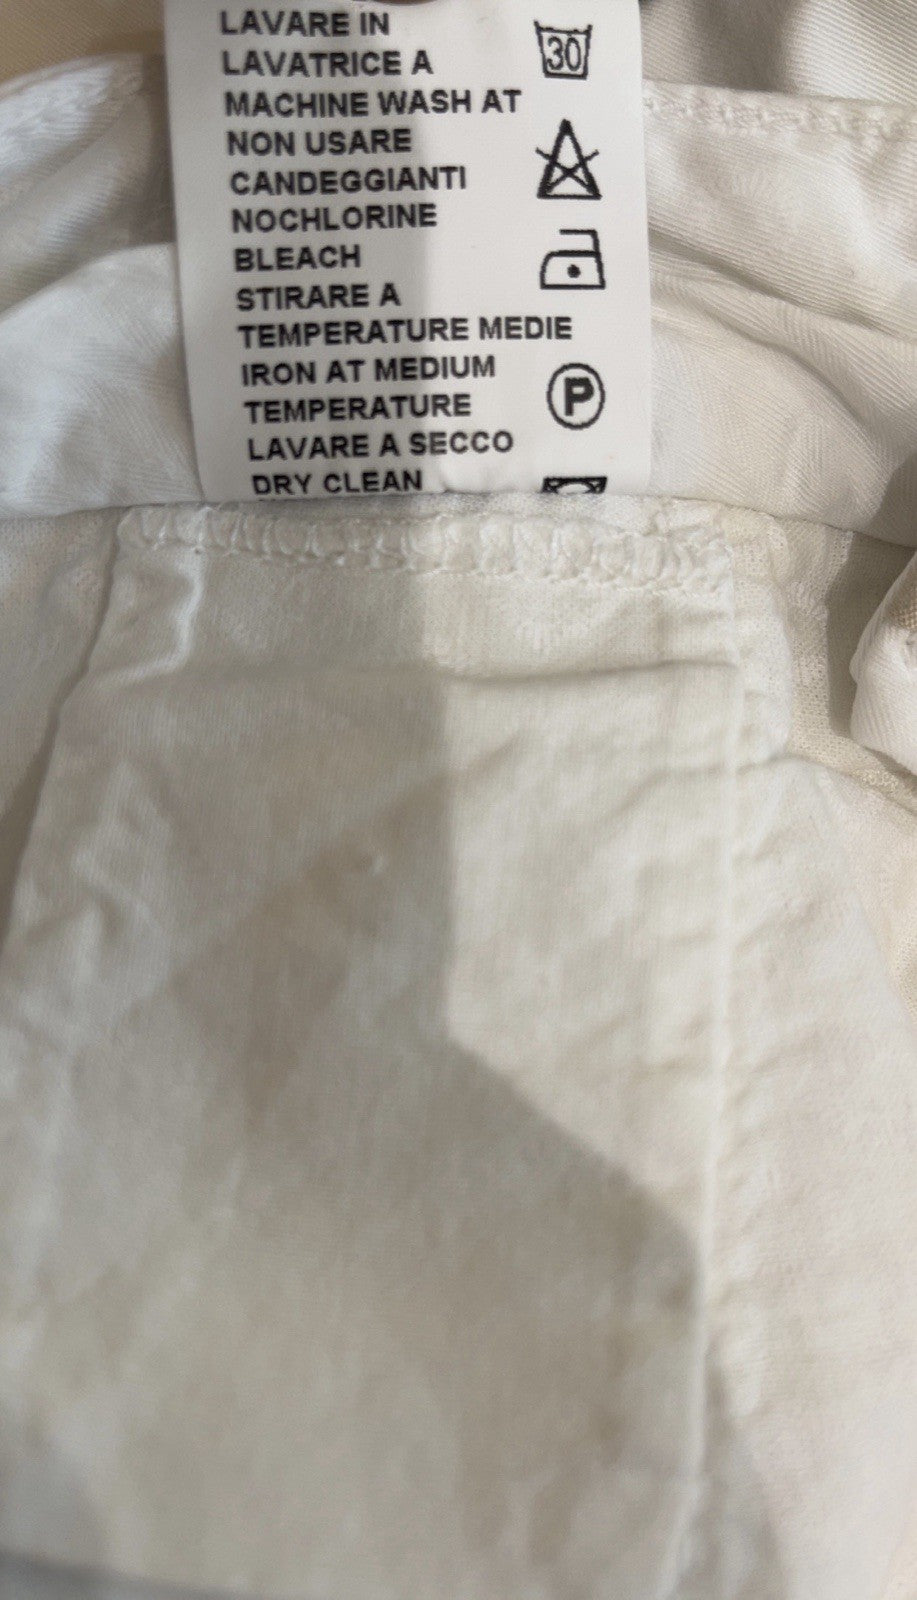 LAVARE IN
30
LAVATRICE A
MACHINE WASH AT
NON USARE
CANDEGGIANTI
NOCHLORINE
BLEACH
STIRARE A
TEMPERATURE MEDIE
IRON AT MEDIUM
TEMPERATURE
P
LAVARE A SECCO
DRY CLEAN